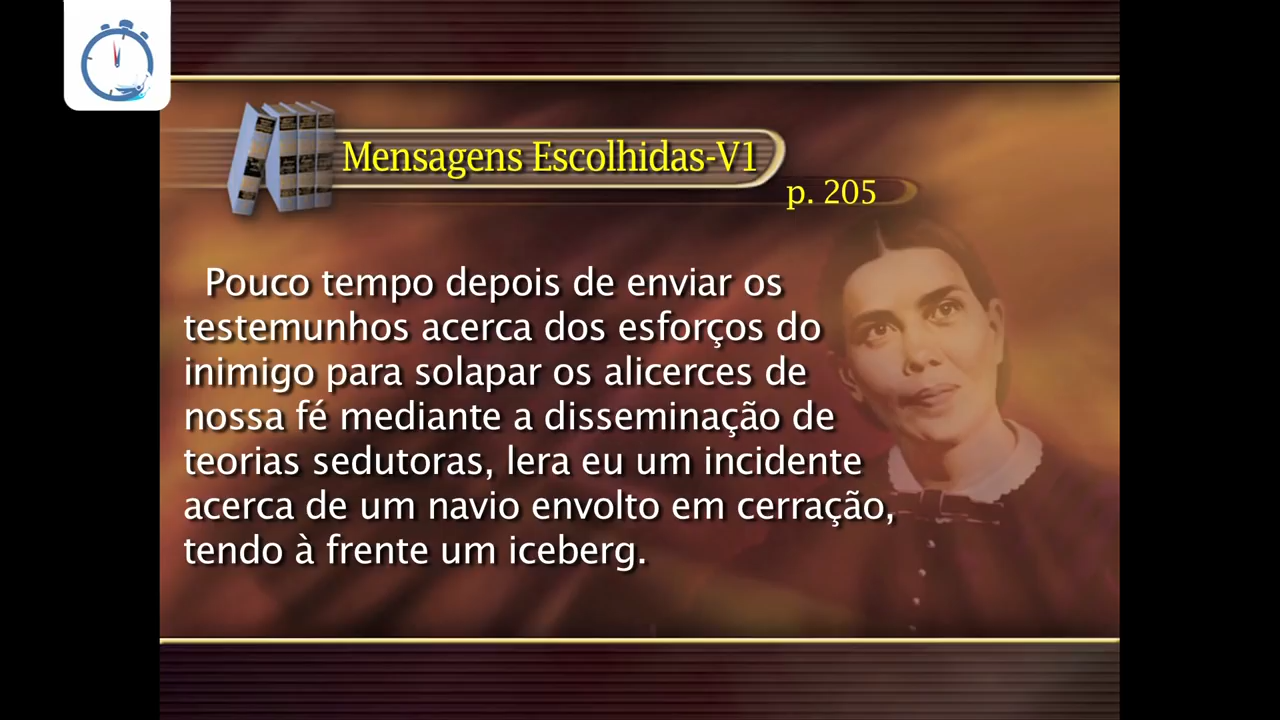 Mensagens Escolhidas-V1
p. 205
Pouco tempo depois de enviar os
testemunhos acerca dos esforços do
inimigo para solapar os alicerces de
nossa fé mediante a disseminação de
teorias sedutoras, lera eu um incidente
acerca de um navio envolto em cerração,
tendo à frente um iceberg.